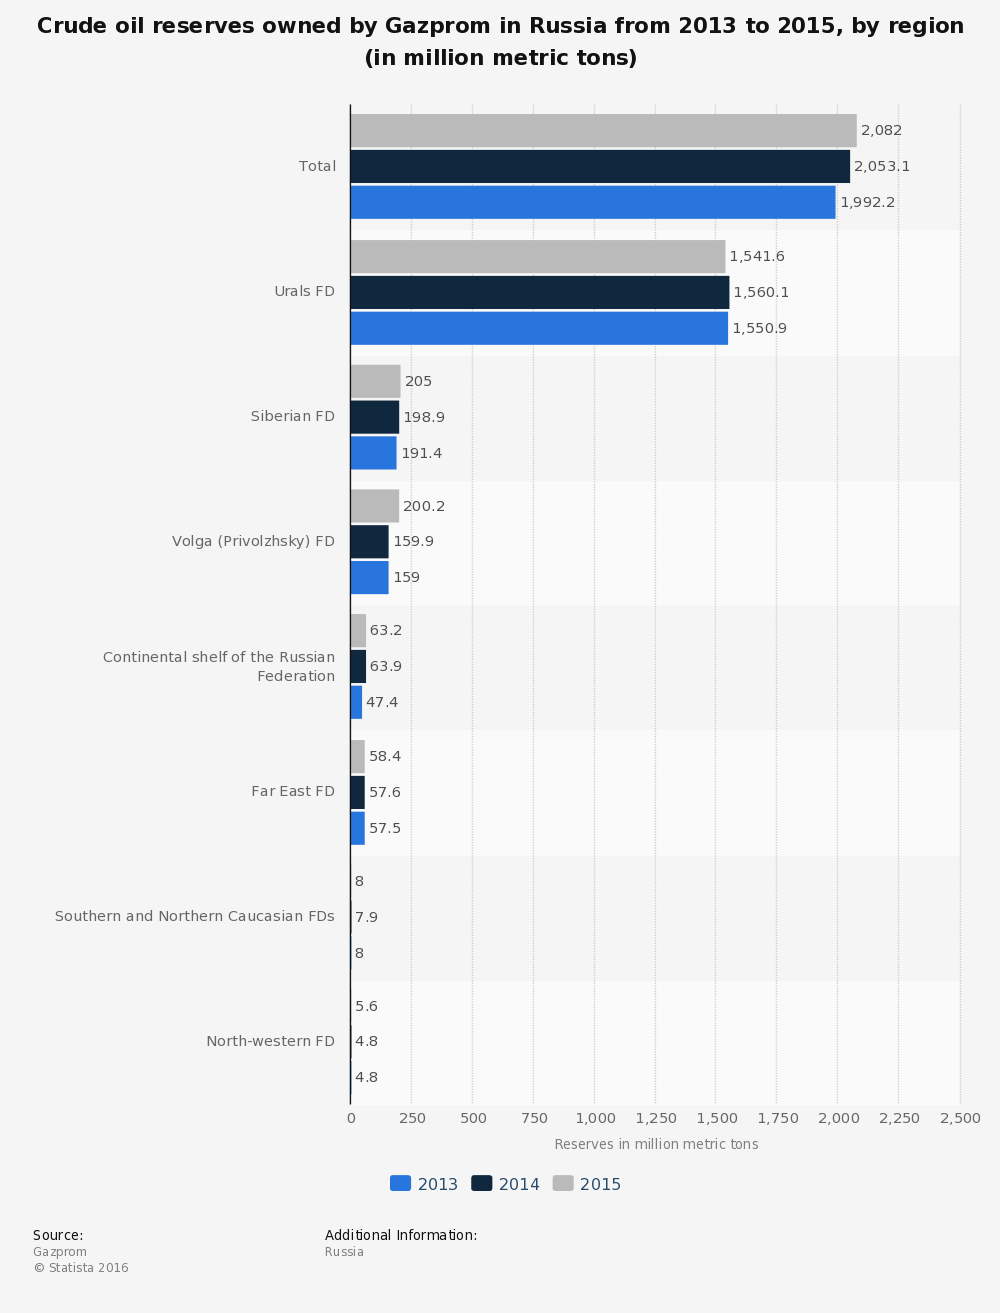 Crude oil reserves owned by Gazprom in Russia from 2013 to 2015, by region
(in million metric tons)
Total
2,082
2,053.1
1,992.2
Urals FD
1,541.6
1,560.1
1,550.9
Siberian FD
205
198.9
191.4
Volga (Privolzhsky) FD
200.2
159.9
159
Continental shelf of the Russian
Federation
63.2
63.9
47.4
Far East FD
58.4
57.6
57.5
Southern and Northern Caucasian FDs
8
7.9
8
North-western FD
5.6
4.8
4.8
0 250 500 750 1,000 1,250 1,500 1,750 2,000 2,250 2,500
Reserves in million metric tons
2013 2014 2015
Source:
Gazprom
© Statista 2016
Additional Information:
Russia